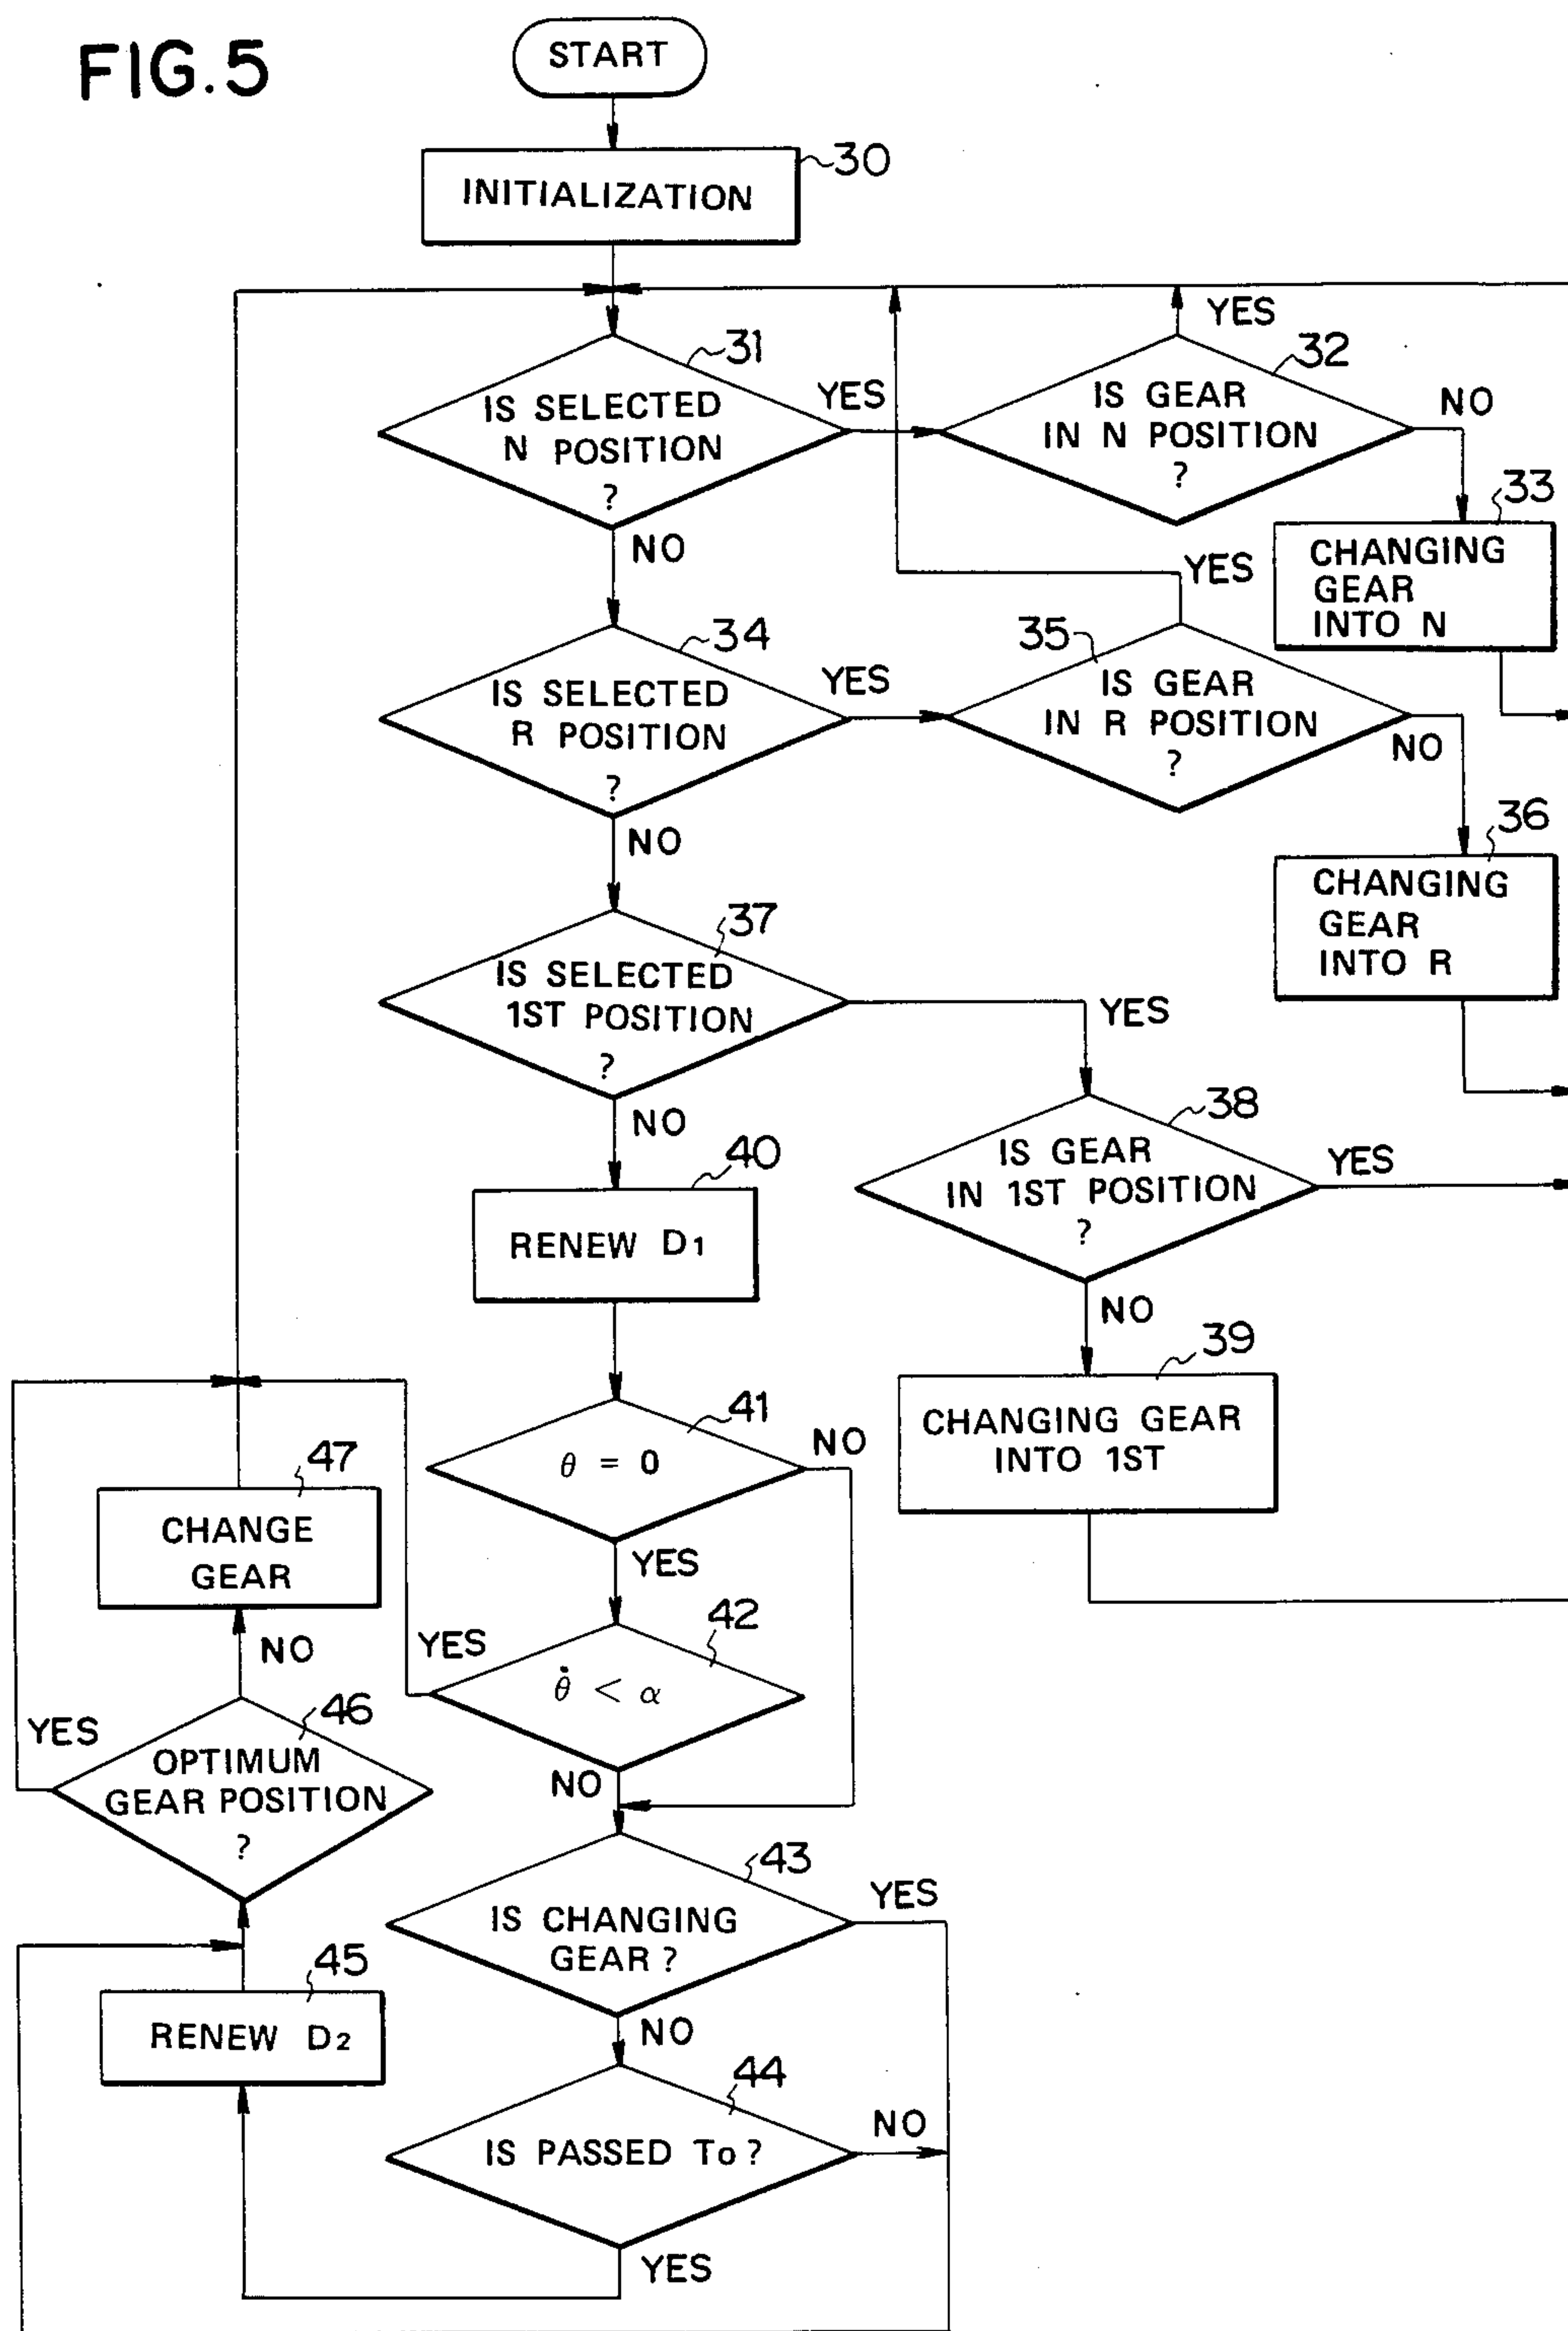 FIG.5
START
30
INITIALIZATION
31
IS SELECTED
N POSITION
?
YES
NO
32
IS GEAR
IN N POSITION
?
YES
NO
33
CHANGING
GEAR
INTO N
34
IS SELECTED
R POSITION
?
YES
NO
35
IS GEAR
IN R POSITION
?
YES
NO
36
CHANGING
GEAR
INTO R
37
IS SELECTED
1ST POSITION
?
YES
NO
38
IS GEAR
IN 1ST POSITION
?
YES
NO
39
CHANGING GEAR
INTO 1ST
40
RENEW D1
41
θ = 0
NO
YES
42
θ̇ < α
YES
NO
43
IS CHANGING
GEAR ?
YES
NO
44
IS PASSED To ?
NO
YES
45
RENEW D2
46
OPTIMUM
GEAR POSITION
?
YES
NO
47
CHANGE
GEAR